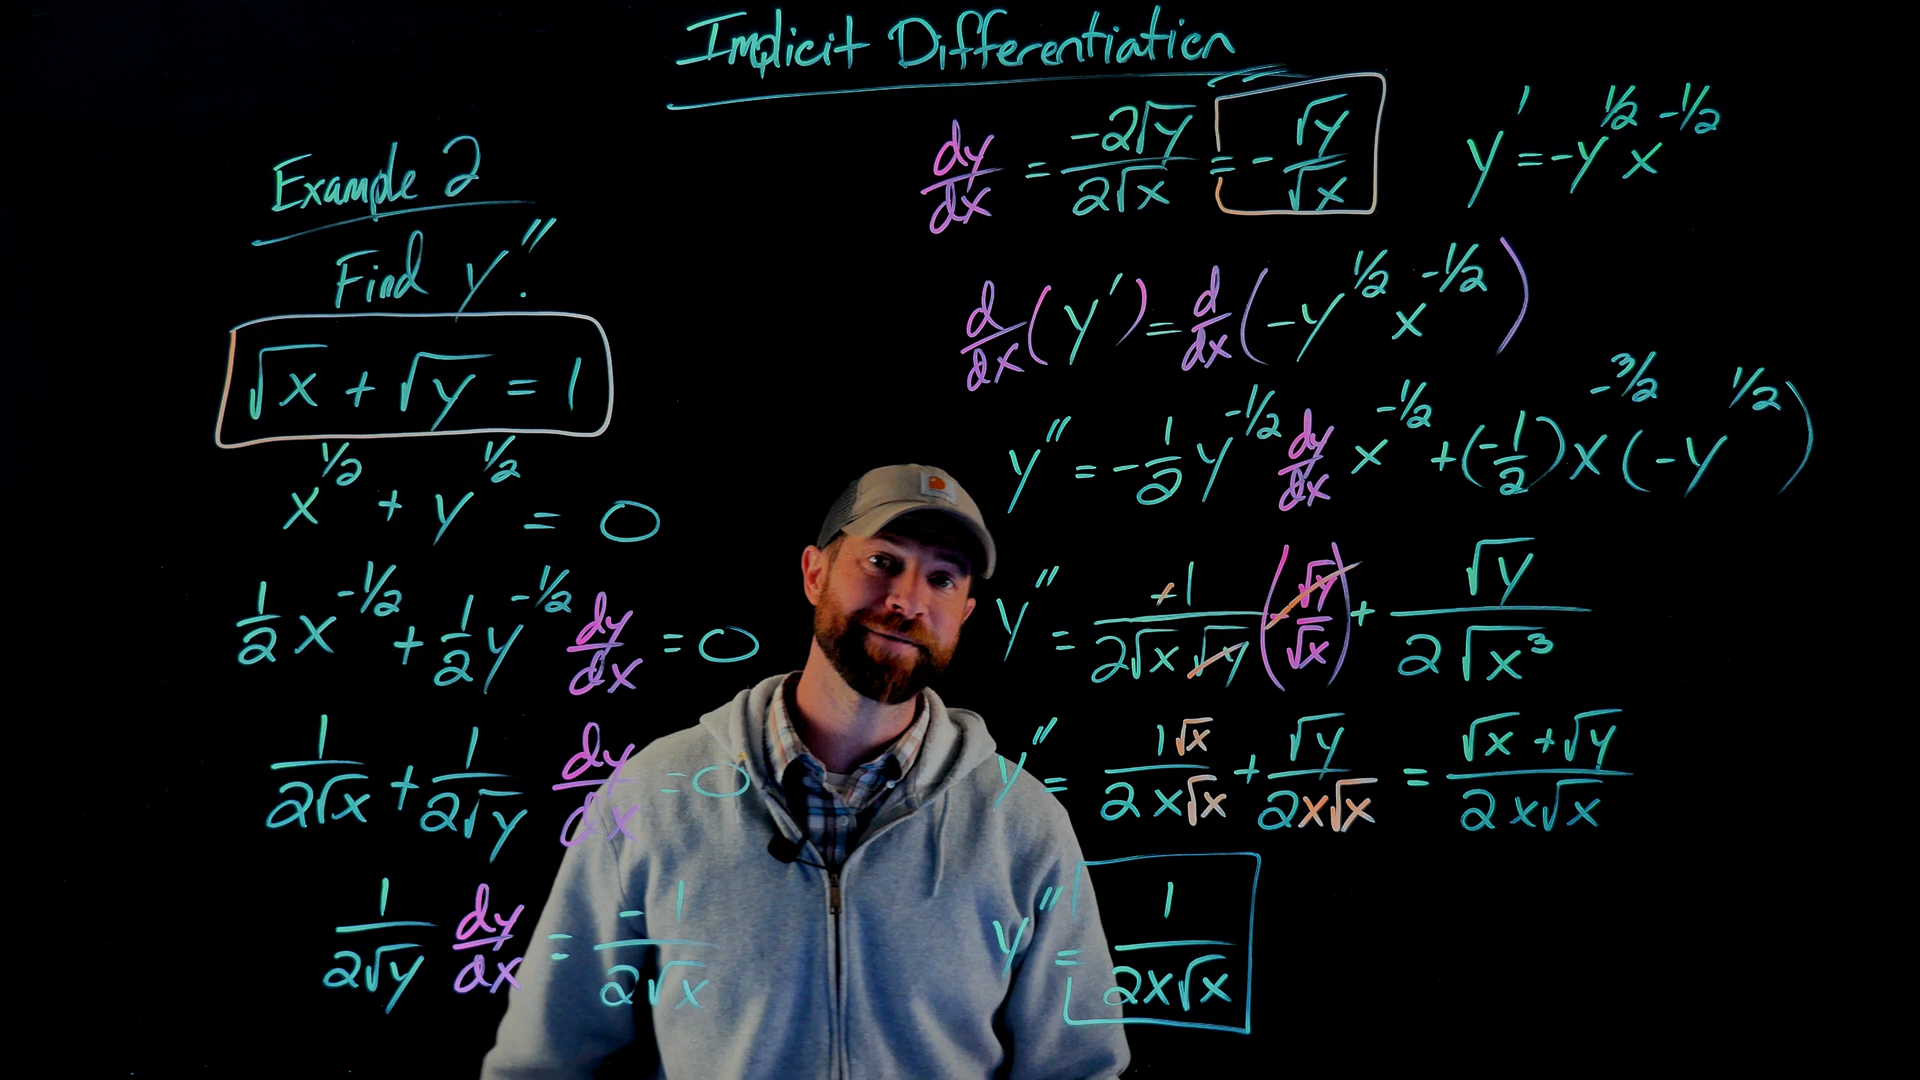 Implicit Differentiation
Example 2
Find y''.
√x + √y = 1
x^1/2 + y^1/2 = 0
1/2 x^-1/2 + 1/2 y^-1/2 dy/dx = 0
1/2√x + 1/2√y dy/dx = 0
1/2√y dy/dx = -1/2√x
dy/dx = -2√y/2√x = -√y/√x
y' = -y^1/2 x^-1/2
d/dx (y') = d/dx (-y^1/2 x^-1/2)
y'' = -1/2 y^-1/2 dy/dx x^-1/2 + (-1/2) x^-3/2 (-y^1/2)
y'' = +1/2√x√y (√y/√x) + √y/2√x³
y'' = 1√x/2x√x + √y/2x√x = √x + √y/2x√x
y'' = 1/2x√x